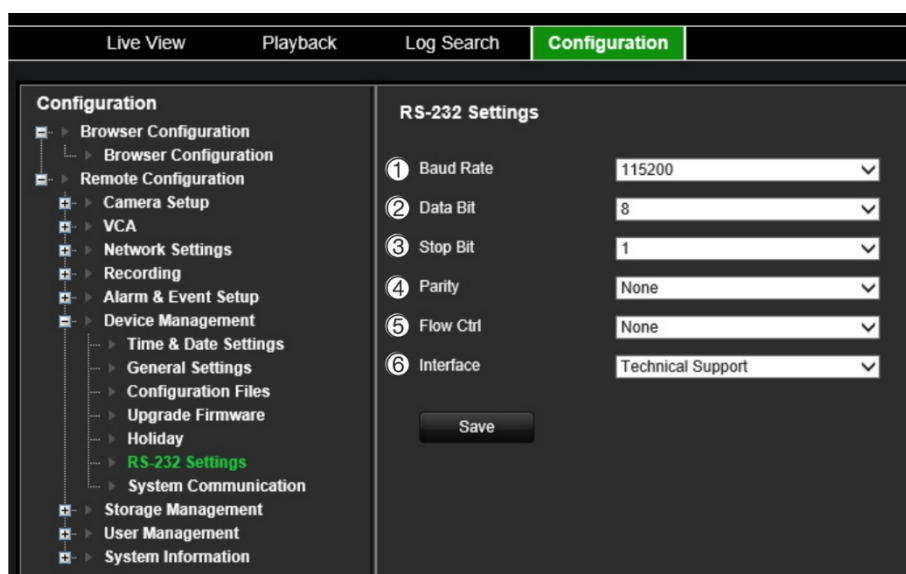 Live View Playback Log Search Configuration
Configuration
Browser Configuration
Browser Configuration
Remote Configuration
Camera Setup
VCA
Network Settings
Recording
Alarm & Event Setup
Device Management
Time & Date Settings
General Settings
Configuration Files
Upgrade Firmware
Holiday
RS-232 Settings
System Communication
Storage Management
User Management
System Information
RS-232 Settings
1 Baud Rate 115200
2 Data Bit 8
3 Stop Bit 1
4 Parity None
5 Flow Ctrl None
6 Interface Technical Support
Save